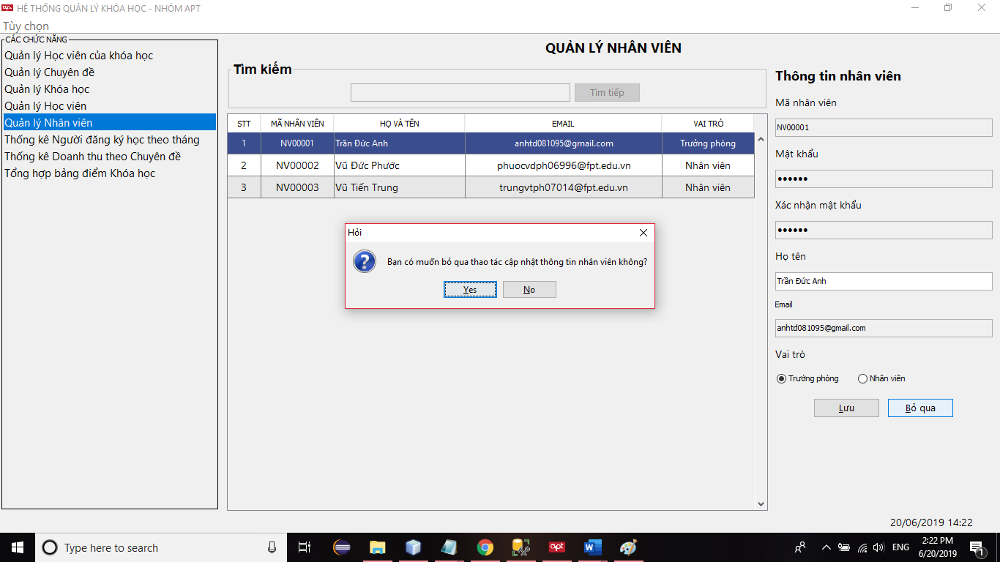 apt HỆ THỐNG QUẢN LÝ KHÓA HỌC - NHÓM APT
Tùy chọn
CÁC CHỨC NĂNG
Quản lý Học viên của khóa học
Quản lý Chuyên đề
Quản lý Khóa học
Quản lý Học viên
Quản lý Nhân viên
Thống kê Người đăng ký học theo tháng
Thống kê Doanh thu theo Chuyên đề
Tổng hợp bảng điểm Khóa học
QUẢN LÝ NHÂN VIÊN
Tìm kiếm
Tìm tiếp
STT MÃ NHÂN VIÊN HỌ VÀ TÊN EMAIL VAI TRÒ
1 NV00001 Trần Đức Anh anhtd081095@gmail.com Trưởng phòng
2 NV00002 Vũ Đức Phước phuocvdph06996@fpt.edu.vn Nhân viên
3 NV00003 Vũ Tiến Trung trungvtph07014@fpt.edu.vn Nhân viên
Hỏi
Bạn có muốn bỏ qua thao tác cập nhật thông tin nhân viên không?
Yes No
Thông tin nhân viên
Mã nhân viên
NV00001
Mật khẩu
••••••
Xác nhận mật khẩu
••••••
Họ tên
Trần Đức Anh
Email
anhtd081095@gmail.com
Vai trò
Trưởng phòng Nhân viên
Lưu Bỏ qua
20/06/2019 14:22
Type here to search
apt
W
ENG
2:22 PM
6/20/2019
1